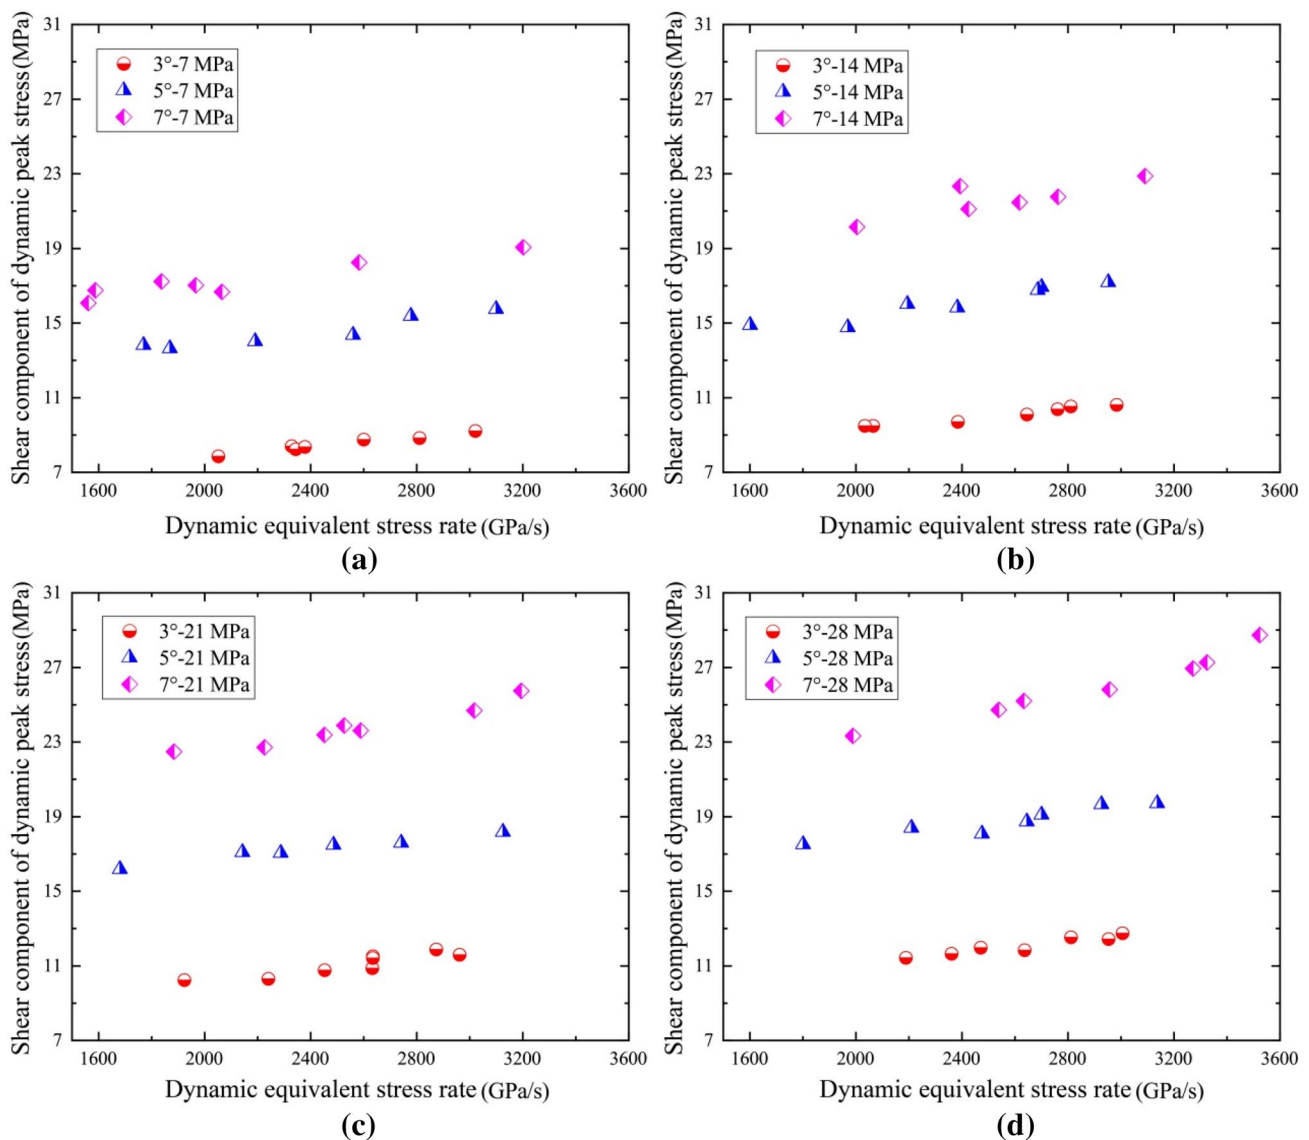 Shear component of dynamic peak stress(MPa)
31
27
23
19
15
11
7
3°-7 MPa
5°-7 MPa
7°-7 MPa
1600 2000 2400 2800 3200 3600
Dynamic equivalent stress rate (GPa/s)
(a)
Shear component of dynamic peak stress(MPa)
31
27
23
19
15
11
7
3°-14 MPa
5°-14 MPa
7°-14 MPa
1600 2000 2400 2800 3200 3600
Dynamic equivalent stress rate (GPa/s)
(b)
Shear component of dynamic peak stress(MPa)
31
27
23
19
15
11
7
3°-21 MPa
5°-21 MPa
7°-21 MPa
1600 2000 2400 2800 3200 3600
Dynamic equivalent stress rate (GPa/s)
(c)
Shear component of dynamic peak stress(MPa)
31
27
23
19
15
11
7
3°-28 MPa
5°-28 MPa
7°-28 MPa
1600 2000 2400 2800 3200 3600
Dynamic equivalent stress rate (GPa/s)
(d)